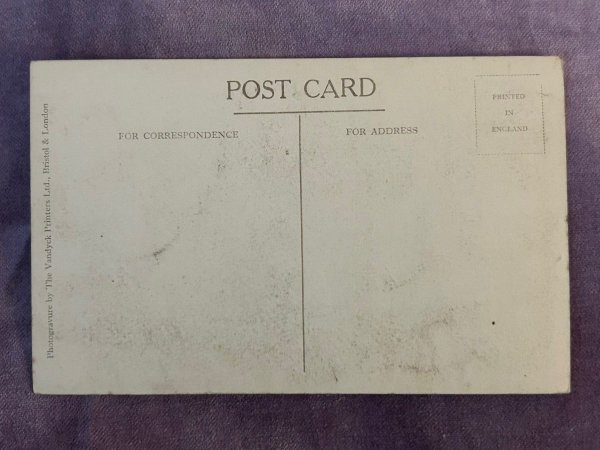 POST CARD
FOR CORRESPONDENCE
FOR ADDRESS
PRINTED
IN
ENGLAND.
Photogravure by The Vandyck Printers Ltd., Bristol & London